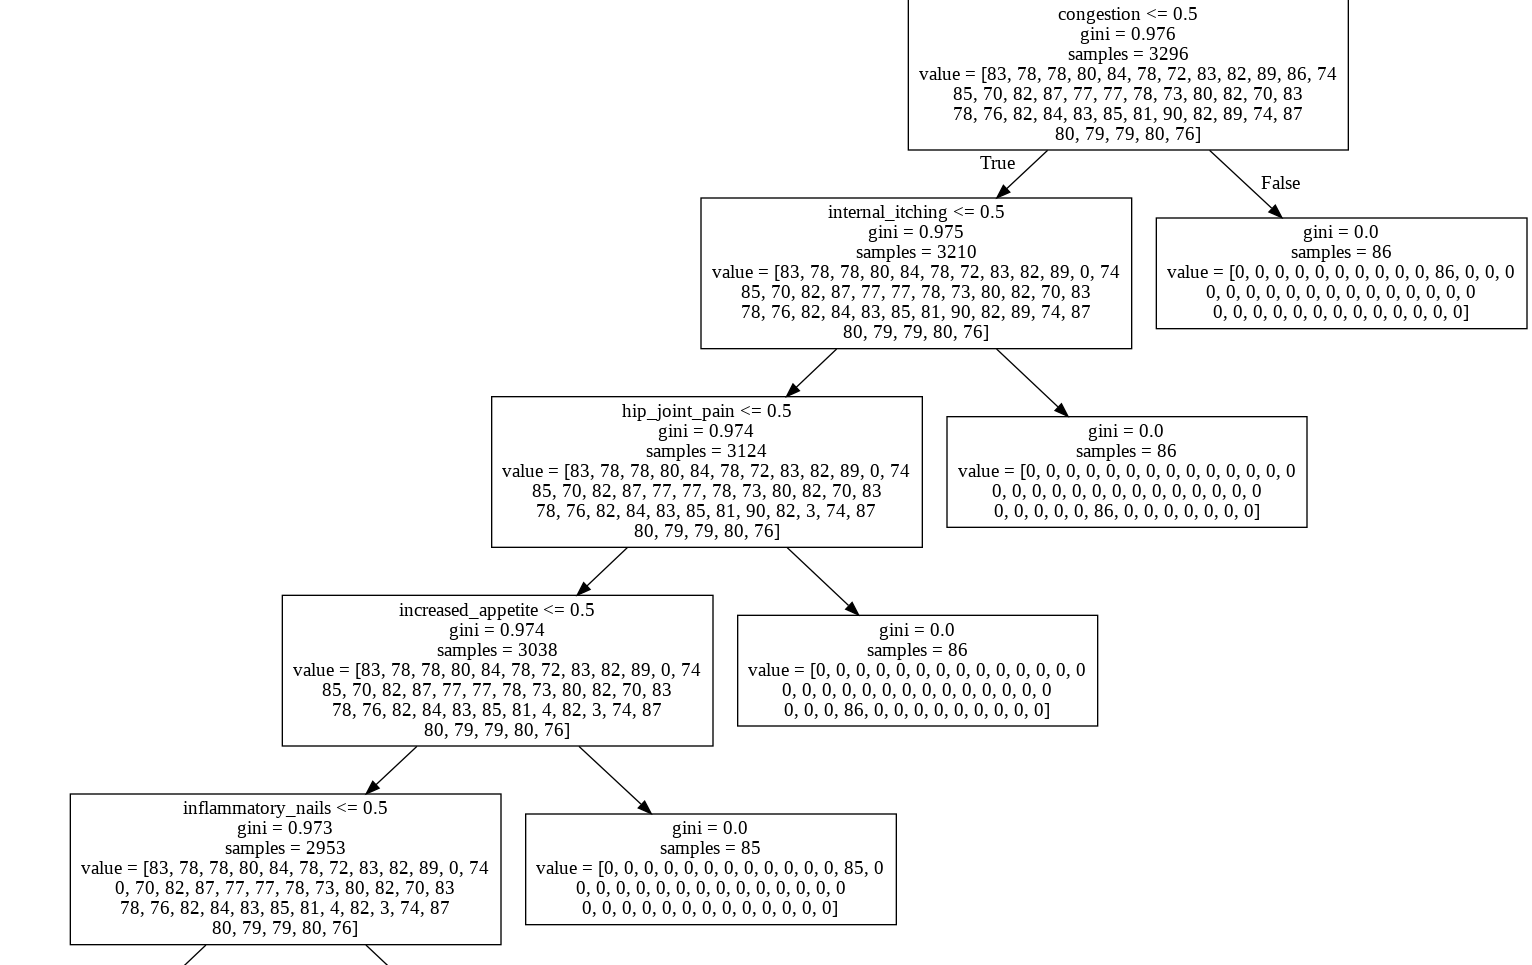 congestion <= 0.5
gini = 0.976
samples = 3296
value = [83, 78, 78, 80, 84, 78, 72, 83, 82, 89, 86, 74
85, 70, 82, 87, 77, 77, 78, 73, 80, 82, 70, 83
78, 76, 82, 84, 83, 85, 81, 90, 82, 89, 74, 87
80, 79, 79, 80, 76]
True
False
internal_itching <= 0.5
gini = 0.975
samples = 3210
value = [83, 78, 78, 80, 84, 78, 72, 83, 82, 89, 0, 74
85, 70, 82, 87, 77, 77, 78, 73, 80, 82, 70, 83
78, 76, 82, 84, 83, 85, 81, 90, 82, 89, 74, 87
80, 79, 79, 80, 76]
gini = 0.0
samples = 86
value = [0, 0, 0, 0, 0, 0, 0, 0, 0, 0, 86, 0, 0, 0
0, 0, 0, 0, 0, 0, 0, 0, 0, 0, 0, 0, 0, 0
0, 0, 0, 0, 0, 0, 0, 0, 0, 0, 0, 0, 0]
hip_joint_pain <= 0.5
gini = 0.974
samples = 3124
value = [83, 78, 78, 80, 84, 78, 72, 83, 82, 89, 0, 74
85, 70, 82, 87, 77, 77, 78, 73, 80, 82, 70, 83
78, 76, 82, 84, 83, 85, 81, 90, 82, 3, 74, 87
80, 79, 79, 80, 76]
gini = 0.0
samples = 86
value = [0, 0, 0, 0, 0, 0, 0, 0, 0, 0, 0, 0, 0, 0
0, 0, 0, 0, 0, 0, 0, 0, 0, 0, 0, 0, 0, 0
0, 0, 0, 0, 0, 86, 0, 0, 0, 0, 0, 0, 0]
increased_appetite <= 0.5
gini = 0.974
samples = 3038
value = [83, 78, 78, 80, 84, 78, 72, 83, 82, 89, 0, 74
85, 70, 82, 87, 77, 77, 78, 73, 80, 82, 70, 83
78, 76, 82, 84, 83, 85, 81, 4, 82, 3, 74, 87
80, 79, 79, 80, 76]
gini = 0.0
samples = 86
value = [0, 0, 0, 0, 0, 0, 0, 0, 0, 0, 0, 0, 0, 0
0, 0, 0, 0, 0, 0, 0, 0, 0, 0, 0, 0, 0, 0
0, 0, 0, 86, 0, 0, 0, 0, 0, 0, 0, 0, 0]
inflammatory_nails <= 0.5
gini = 0.973
samples = 2953
value = [83, 78, 78, 80, 84, 78, 72, 83, 82, 89, 0, 74
0, 70, 82, 87, 77, 77, 78, 73, 80, 82, 70, 83
78, 76, 82, 84, 83, 85, 81, 4, 82, 3, 74, 87
80, 79, 79, 80, 76]
gini = 0.0
samples = 85
value = [0, 0, 0, 0, 0, 0, 0, 0, 0, 0, 0, 0, 85, 0
0, 0, 0, 0, 0, 0, 0, 0, 0, 0, 0, 0, 0, 0
0, 0, 0, 0, 0, 0, 0, 0, 0, 0, 0, 0, 0]